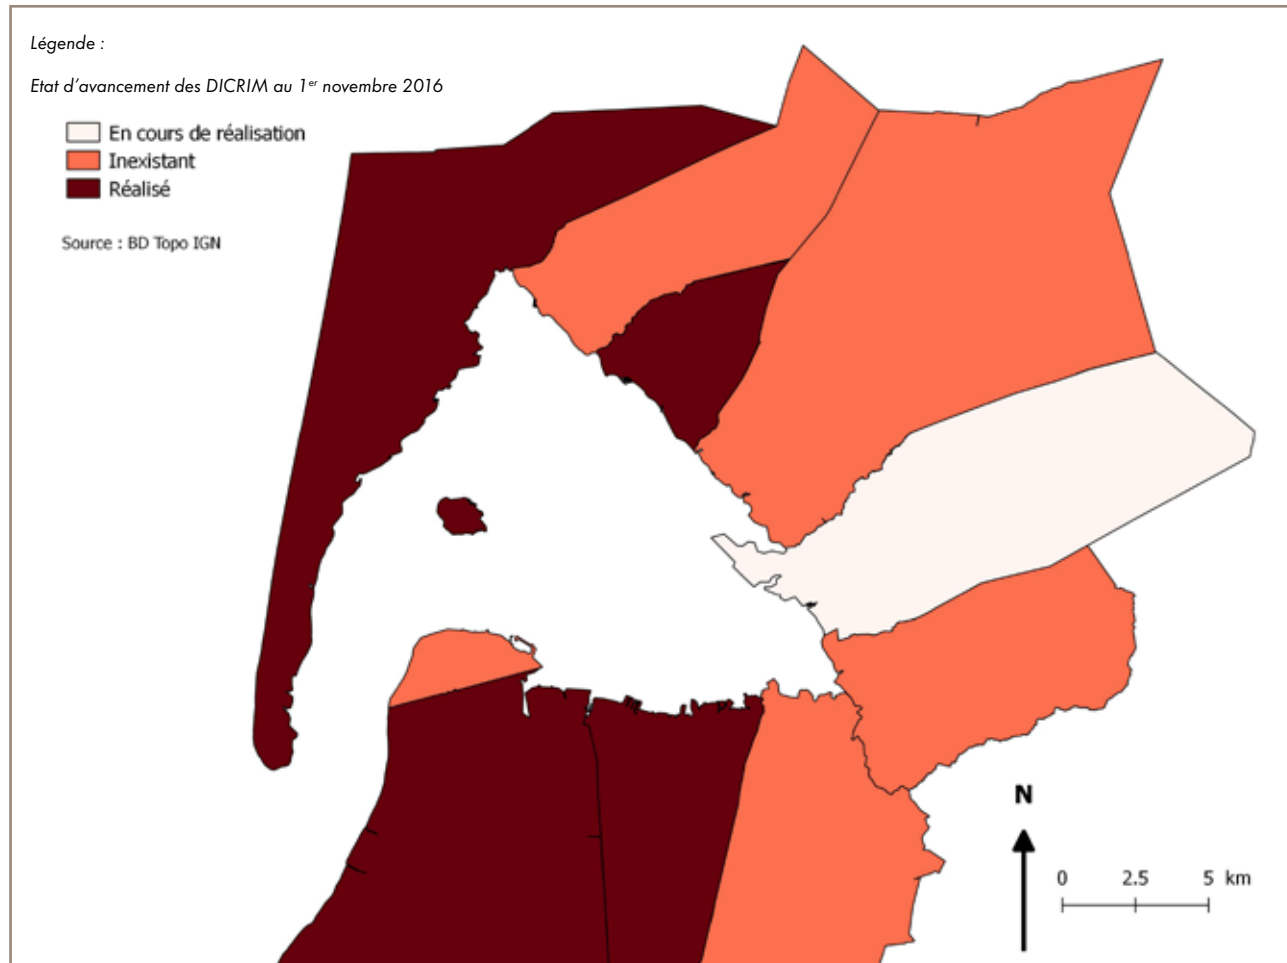 Légende :
Etat d’avancement des DICRIM au 1er novembre 2016
En cours de réalisation
Inexistant
Réalisé
Source : BD Topo IGN
N
0 2.5 5 km